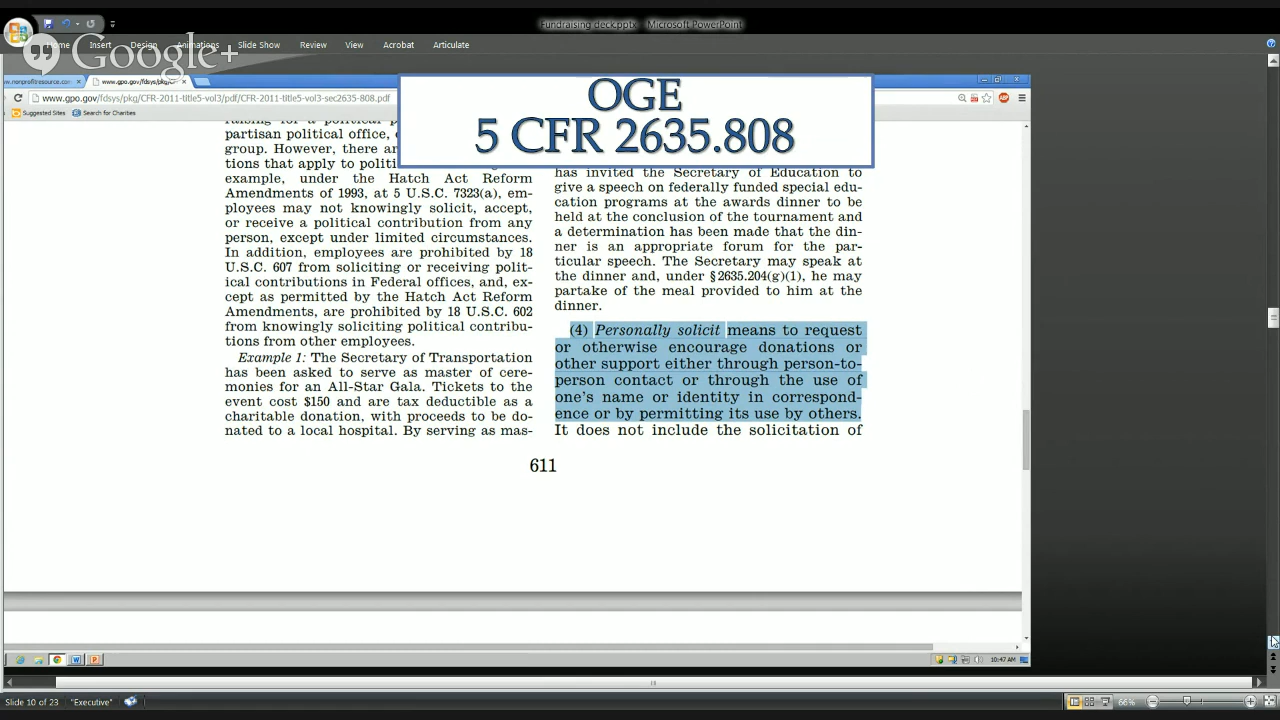 Fundraising deck.pptx - Microsoft PowerPoint
Home Insert Design Animations Slide Show Review View Acrobat Articulate
Google+
www.gpo.gov/fdsys/pkg/CF
www.gpo.gov/fdsys/pkg/CFR-2011-title5-vol3/pdf/CFR-2011-title5-vol3-sec2635-808.pdf
Suggested Sites Search for Charities
OGE
5 CFR 2635.808
raising for a political p
partisan political office,
group. However, there ar
tions that apply to politi
example, under the Hatch Act Reform
Amendments of 1993, at 5 U.S.C. 7323(a), em-
ployees may not knowingly solicit, accept,
or receive a political contribution from any
person, except under limited circumstances.
In addition, employees are prohibited by 18
U.S.C. 607 from soliciting or receiving polit-
ical contributions in Federal offices, and, ex-
cept as permitted by the Hatch Act Reform
Amendments, are prohibited by 18 U.S.C. 602
from knowingly soliciting political contribu-
tions from other employees.
Example 1: The Secretary of Transportation
has been asked to serve as master of cere-
monies for an All-Star Gala. Tickets to the
event cost $150 and are tax deductible as a
charitable donation, with proceeds to be do-
nated to a local hospital. By serving as mas-
has invited the Secretary of Education to
give a speech on federally funded special edu-
cation programs at the awards dinner to be
held at the conclusion of the tournament and
a determination has been made that the din-
ner is an appropriate forum for the par-
ticular speech. The Secretary may speak at
the dinner and, under §2635.204(g)(1), he may
partake of the meal provided to him at the
dinner.
(4) Personally solicit means to request
or otherwise encourage donations or
other support either through person-to-
person contact or through the use of
one's name or identity in correspond-
ence or by permitting its use by others.
It does not include the solicitation of
611
10:47 AM
Slide 10 of 23 "Executive" 66%